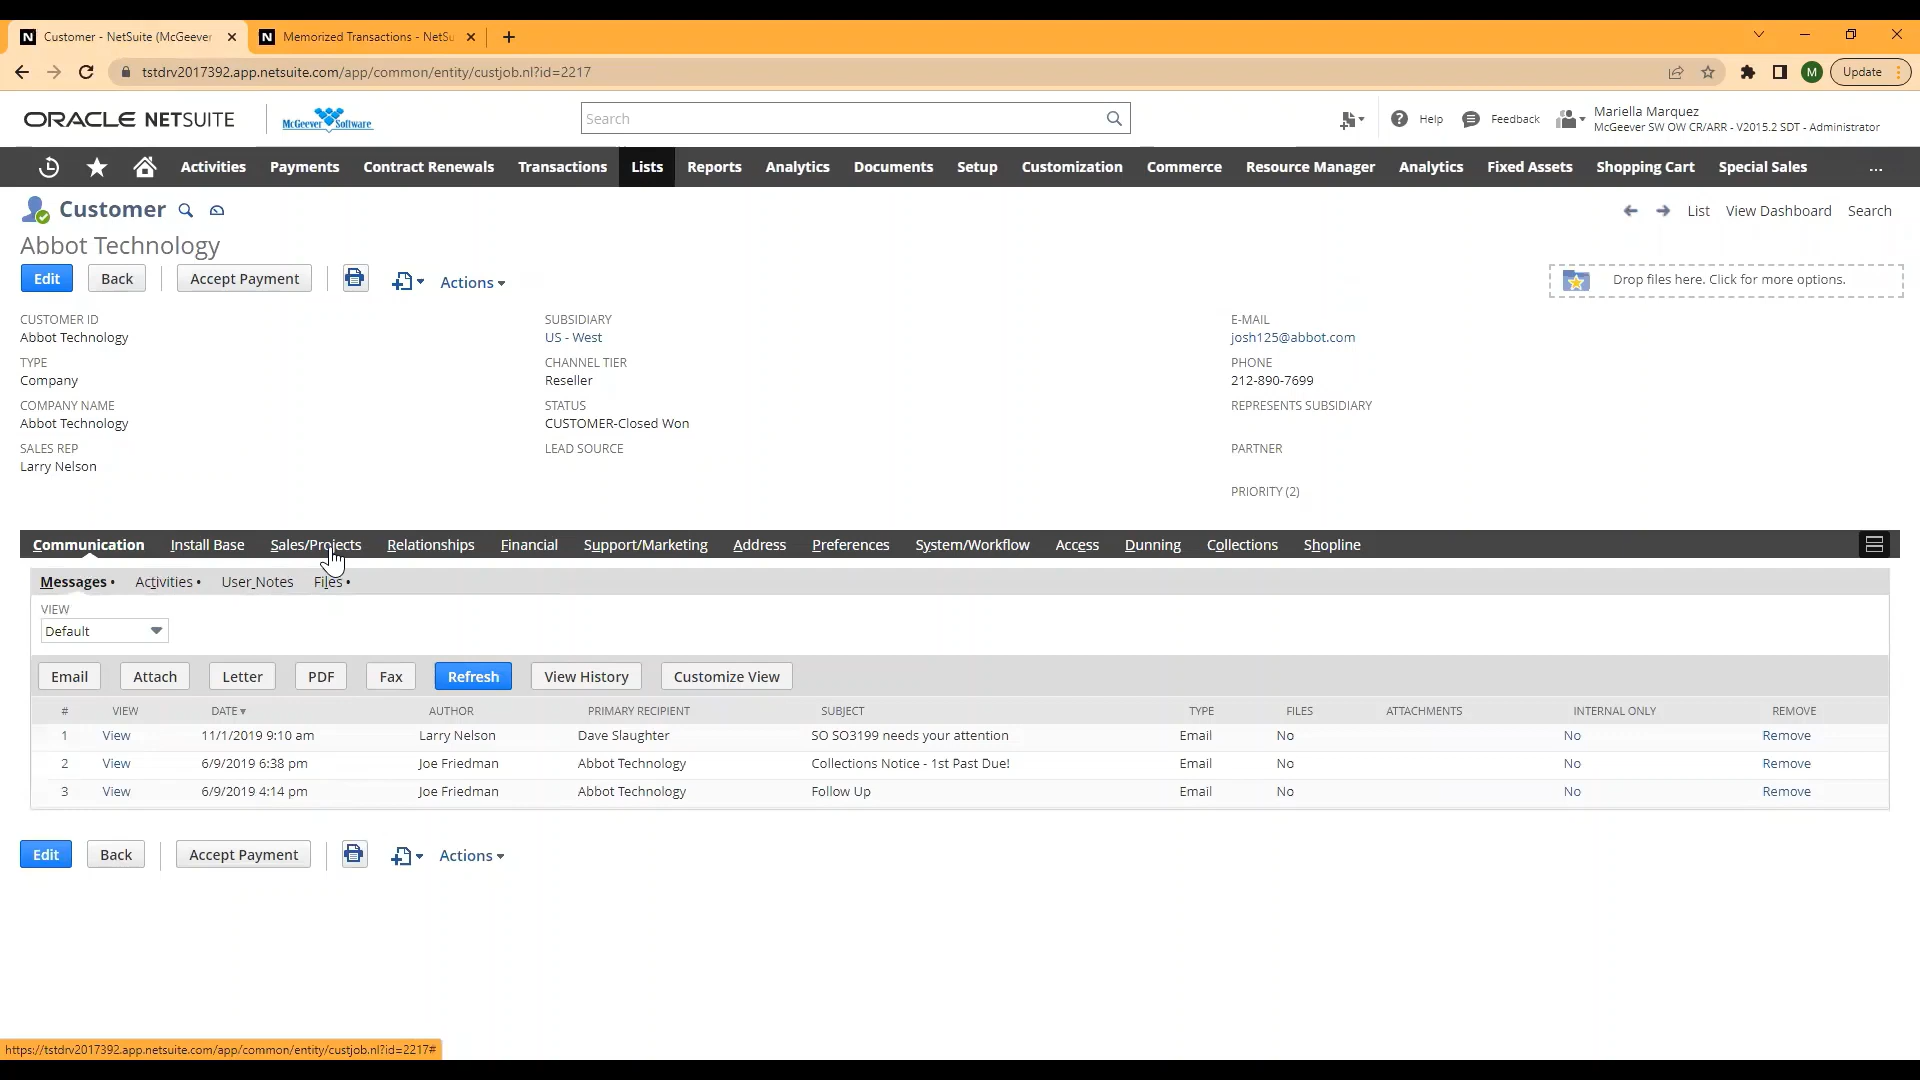 Customer - NetSuite (McGeever
Memorized Transactions - NetSu
tstdrv2017392.app.netsuite.com/app/common/entity/custjob.nl?id=2217
M
Update
ORACLE NETSUITE
McGeever Software
Search
Help
Feedback
Mariella Marquez
McGeever SW OW CR/ARR - V2015.2 SDT - Administrator
Activities Payments Contract Renewals Transactions Lists Reports Analytics Documents Setup Customization Commerce Resource Manager Analytics Fixed Assets Shopping Cart Special Sales ...
Customer
List View Dashboard Search
Abbot Technology
Edit Back Accept Payment Actions
Drop files here. Click for more options.
CUSTOMER ID
Abbot Technology
TYPE
Company
COMPANY NAME
Abbot Technology
SALES REP
Larry Nelson
SUBSIDIARY
US - West
CHANNEL TIER
Reseller
STATUS
CUSTOMER-Closed Won
LEAD SOURCE
E-MAIL
josh125@abbot.com
PHONE
212-890-7699
REPRESENTS SUBSIDIARY
PARTNER
PRIORITY (2)
Communication Install Base Sales/Projects Relationships Financial Support/Marketing Address Preferences System/Workflow Access Dunning Collections Shopline
Messages • Activities • User Notes Files •
VIEW
Default
Email Attach Letter PDF Fax Refresh View History Customize View
# VIEW DATE ▾ AUTHOR PRIMARY RECIPIENT SUBJECT TYPE FILES ATTACHMENTS INTERNAL ONLY REMOVE
1 View 11/1/2019 9:10 am Larry Nelson Dave Slaughter SO SO3199 needs your attention Email No No Remove
2 View 6/9/2019 6:38 pm Joe Friedman Abbot Technology Collections Notice - 1st Past Due! Email No No Remove
3 View 6/9/2019 4:14 pm Joe Friedman Abbot Technology Follow Up Email No No Remove
Edit Back Accept Payment Actions
https://tstdrv2017392.app.netsuite.com/app/common/entity/custjob.nl?id=2217#